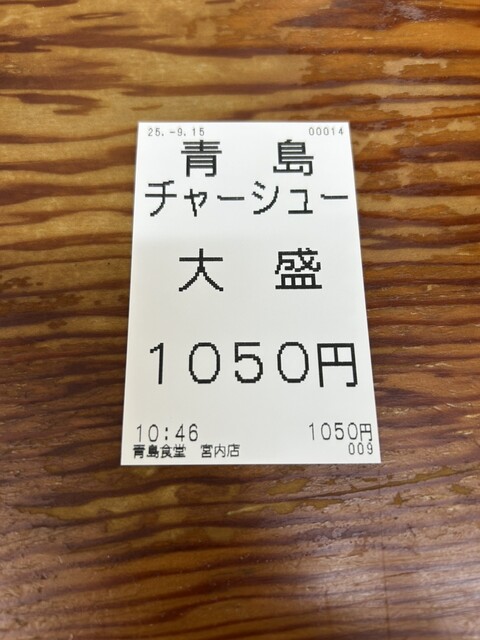 25.-9.15 00014
青島
チャーシュー
大盛
1050円
10:46 1050円
青島食堂 宮内店 009